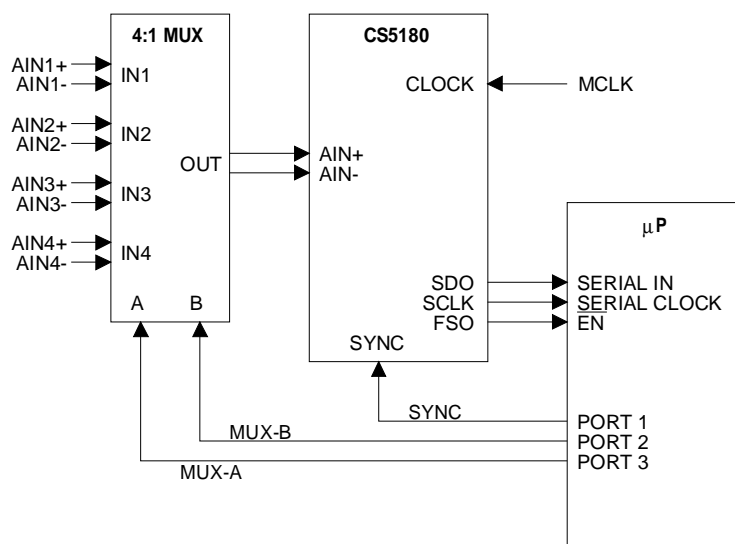 4:1 MUX
AIN1+
AIN1-
IN1
AIN2+
AIN2-
IN2
AIN3+
AIN3-
IN3
AIN4+
AIN4-
IN4
OUT
A B
CS5180
CLOCK
MCLK
AIN+
AIN-
SDO
SCLK
FSO
SYNC
µP
SERIAL IN
SERIAL CLOCK
EN
PORT 1
PORT 2
PORT 3
SYNC
MUX-B
MUX-A